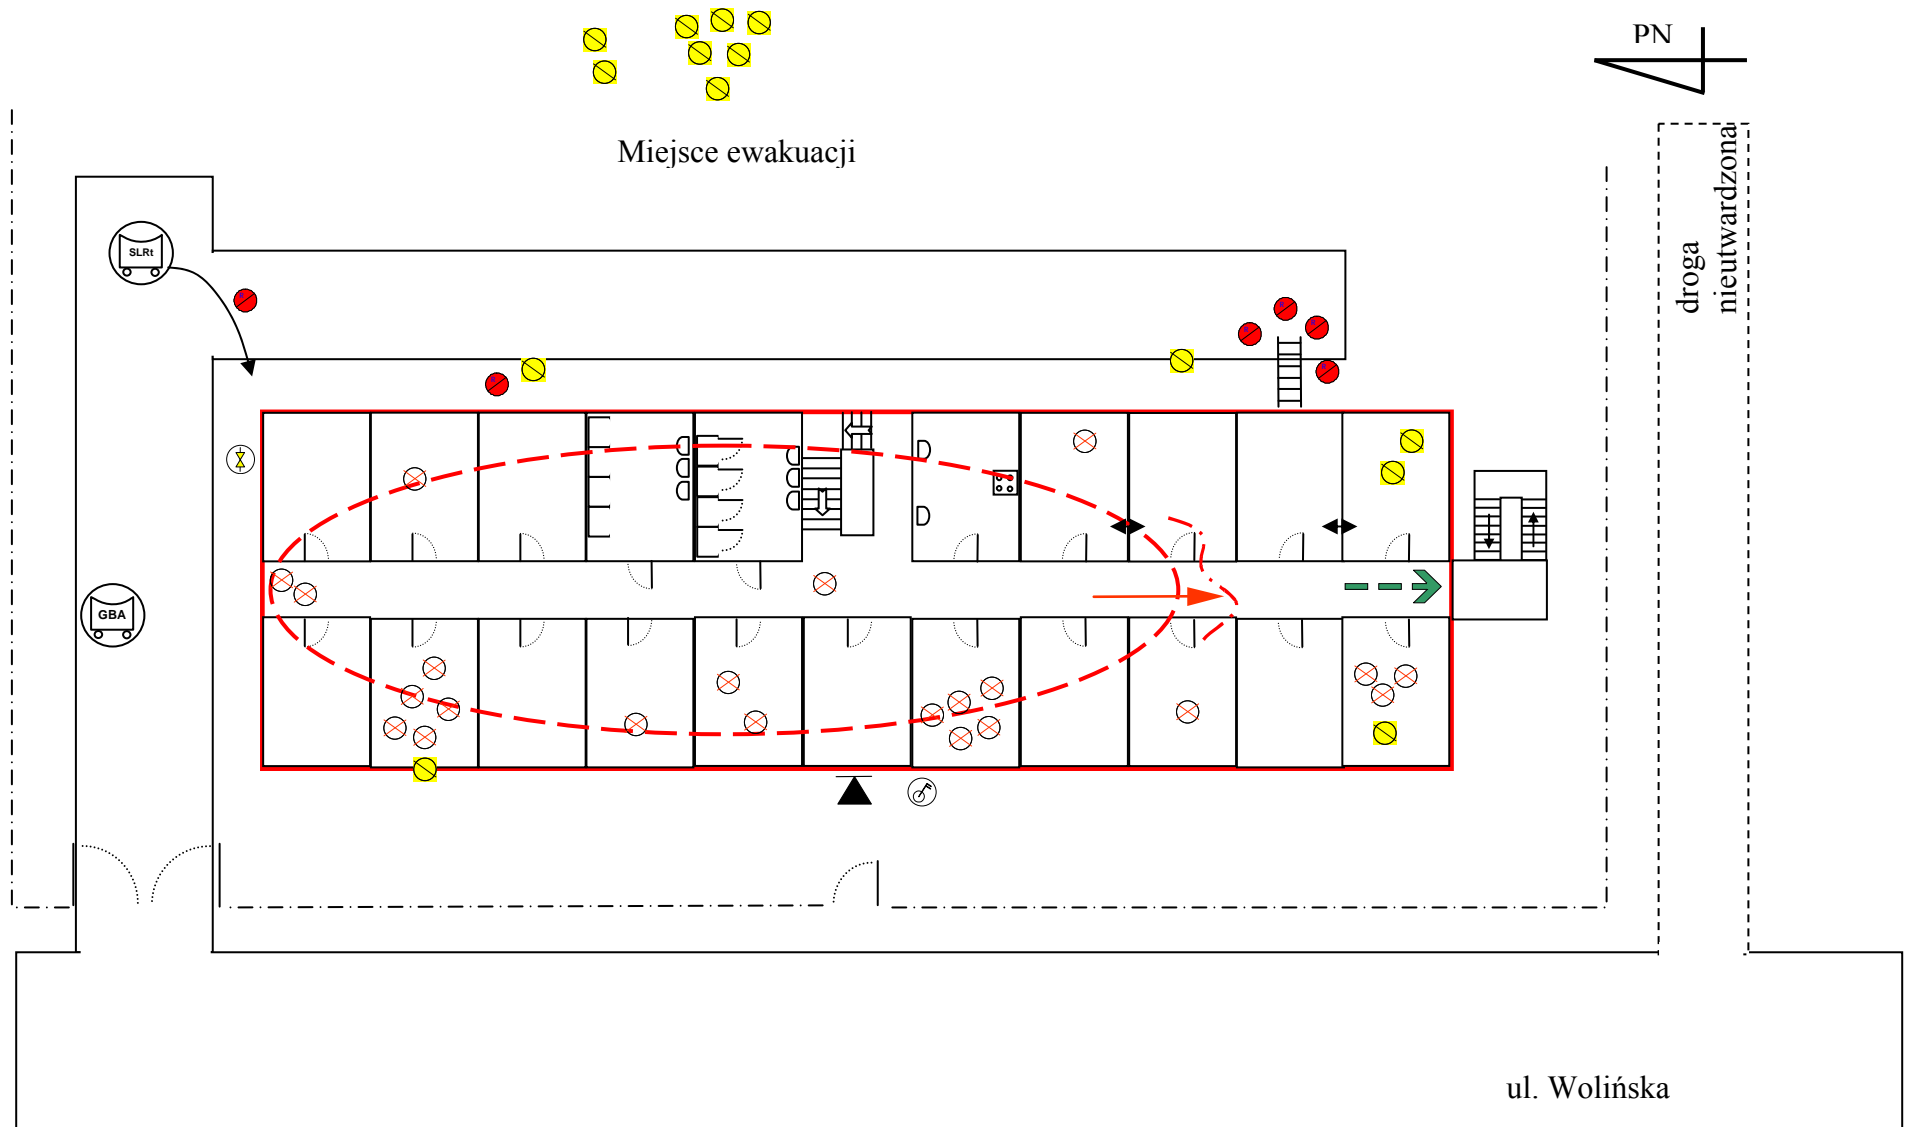 PN
Miejsce ewakuacji
droga
nieutwardzona
SLRt
GBA
ul. Wolińska